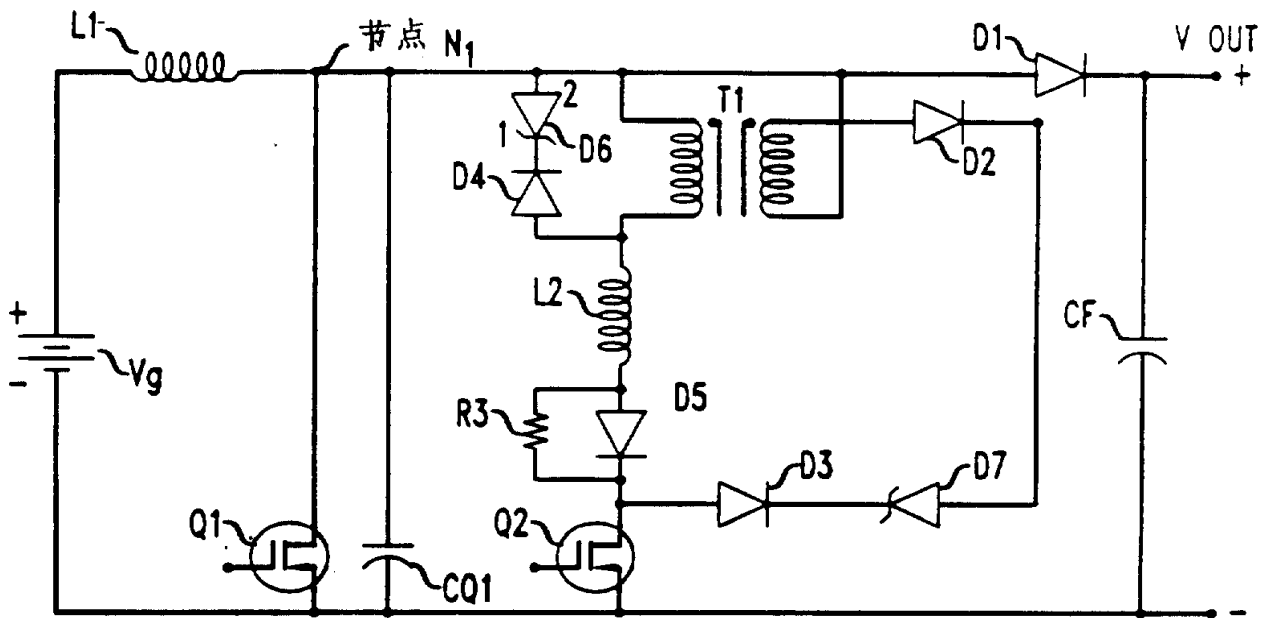 L1
节点 N1
D1
V OUT
+
2
T1
1
D6
D2
D4
L2
+
CF
Vg
-
D5
R3
D3
D7
Q1
Q2
CQ1
-